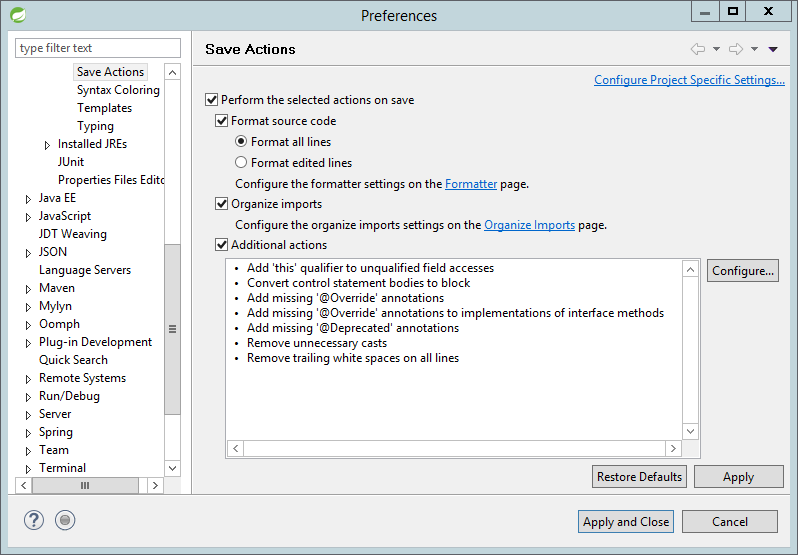 Preferences
type filter text
Save Actions
Syntax Coloring
Templates
Typing
Installed JREs
JUnit
Properties Files Edito
Java EE
JavaScript
JDT Weaving
JSON
Language Servers
Maven
Mylyn
Oomph
Plug-in Development
Quick Search
Remote Systems
Run/Debug
Server
Spring
Team
Terminal
Save Actions
Configure Project Specific Settings...
Perform the selected actions on save
Format source code
Format all lines
Format edited lines
Configure the formatter settings on the Formatter page.
Organize imports
Configure the organize imports settings on the Organize Imports page.
Additional actions
• Add 'this' qualifier to unqualified field accesses
• Convert control statement bodies to block
• Add missing '@Override' annotations
• Add missing '@Override' annotations to implementations of interface methods
• Add missing '@Deprecated' annotations
• Remove unnecessary casts
• Remove trailing white spaces on all lines
Configure...
Restore Defaults
Apply
Apply and Close
Cancel